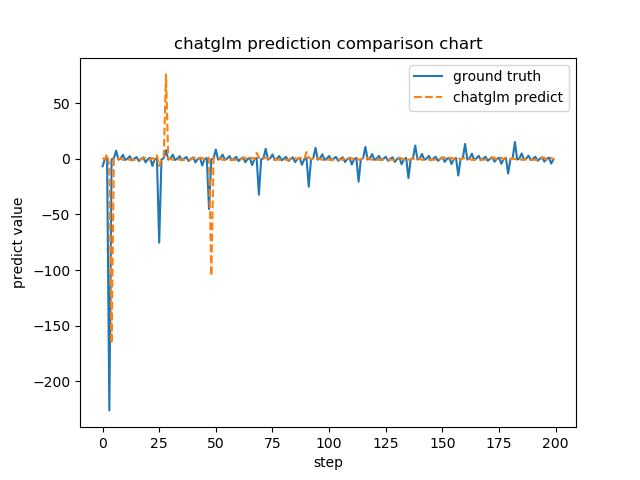 chatglm prediction comparison chart
ground truth
chatglm predict
50
0
−50
−100
−150
−200
predict value
0 25 50 75 100 125 150 175 200
step